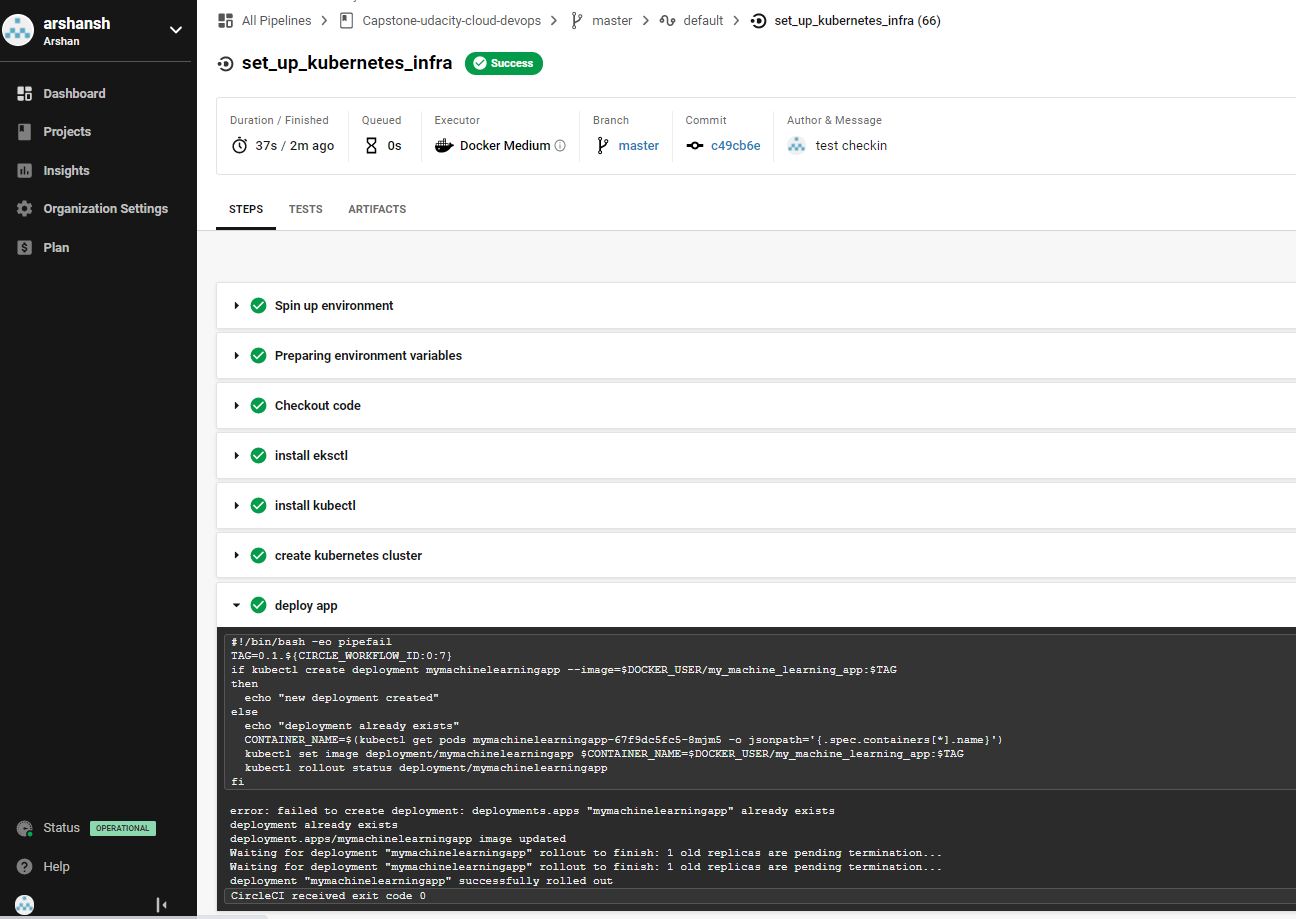 arshansh
Arshan
Dashboard
Projects
Insights
Organization Settings
Plan
Status OPERATIONAL
Help
All Pipelines Capstone-udacity-cloud-devops master default set_up_kubernetes_infra (66)
set_up_kubernetes_infra Success
Duration / Finished Queued Executor Branch Commit Author & Message
37s / 2m ago 0s Docker Medium master c49cb6e test checkin
STEPS TESTS ARTIFACTS
Spin up environment
Preparing environment variables
Checkout code
install eksctl
install kubectl
create kubernetes cluster
deploy app
#!/bin/bash -eo pipefail
TAG=0.1.${CIRCLE_WORKFLOW_ID:0:7}
if kubectl create deployment mymachinelearningapp --image=$DOCKER_USER/my_machine_learning_app:$TAG
then
  echo "new deployment created"
else
  echo "deployment already exists"
  CONTAINER_NAME=$(kubectl get pods mymachinelearningapp-67f9dc5fc5-8mjm5 -o jsonpath='{.spec.containers[*].name}')
  kubectl set image deployment/mymachinelearningapp $CONTAINER_NAME=$DOCKER_USER/my_machine_learning_app:$TAG
  kubectl rollout status deployment/mymachinelearningapp
fi
error: failed to create deployment: deployments.apps "mymachinelearningapp" already exists
deployment already exists
deployment.apps/mymachinelearningapp image updated
Waiting for deployment "mymachinelearningapp" rollout to finish: 1 old replicas are pending termination...
Waiting for deployment "mymachinelearningapp" rollout to finish: 1 old replicas are pending termination...
deployment "mymachinelearningapp" successfully rolled out
CircleCI received exit code 0